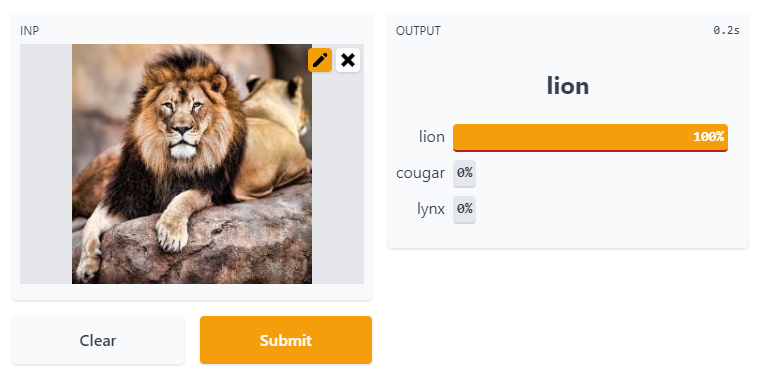 INP
OUTPUT 0.2s
lion
lion 100%
cougar 0%
lynx 0%
Clear
Submit